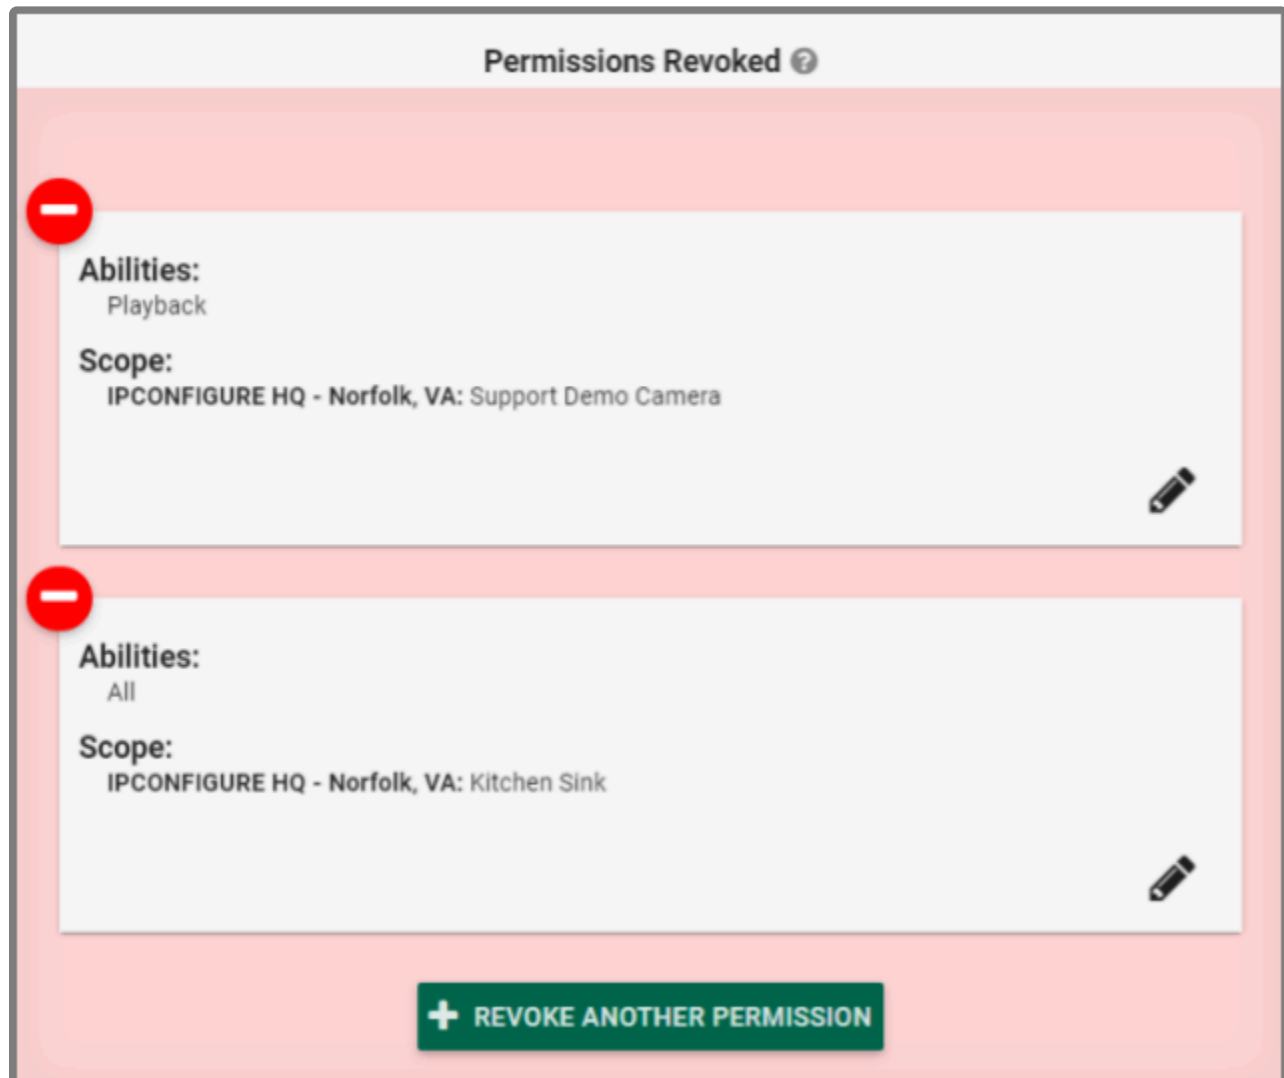 Permissions Revoked ?
Abilities:
Playback
Scope:
IPCONFIGURE HQ - Norfolk, VA: Support Demo Camera
Abilities:
All
Scope:
IPCONFIGURE HQ - Norfolk, VA: Kitchen Sink
+ REVOKE ANOTHER PERMISSION